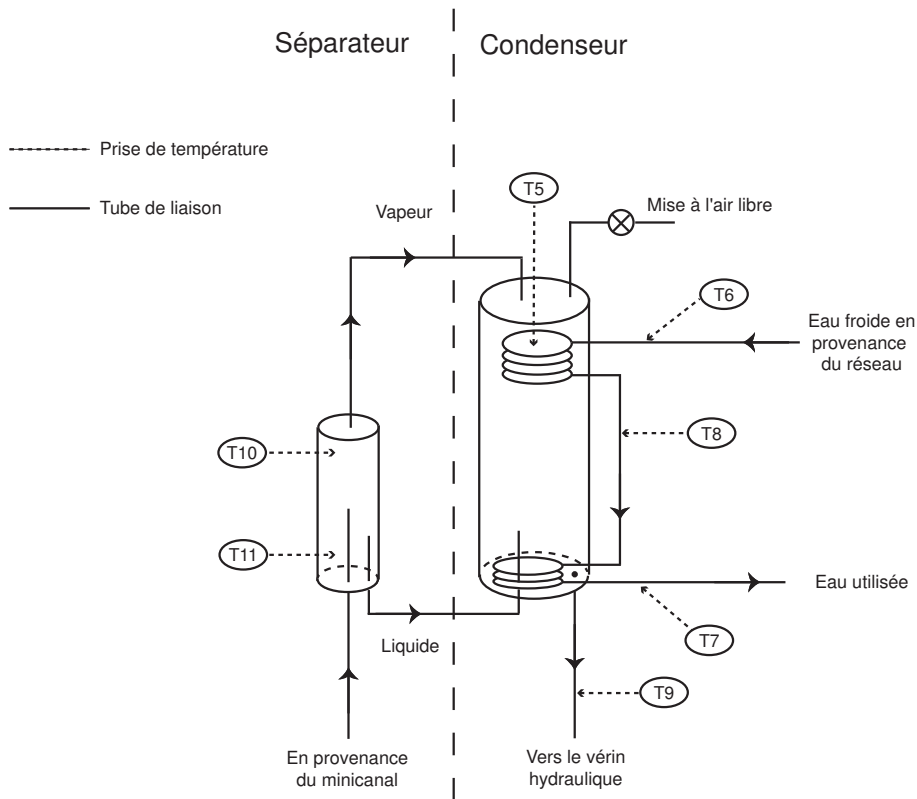 Séparateur
Condenseur
Prise de température
Tube de liaison
Vapeur
T5
Mise à l'air libre
T6
Eau froide en
provenance
du réseau
T8
T10
T11
Eau utilisée
Liquide
T7
T9
En provenance
du minicanal
Vers le vérin
hydraulique